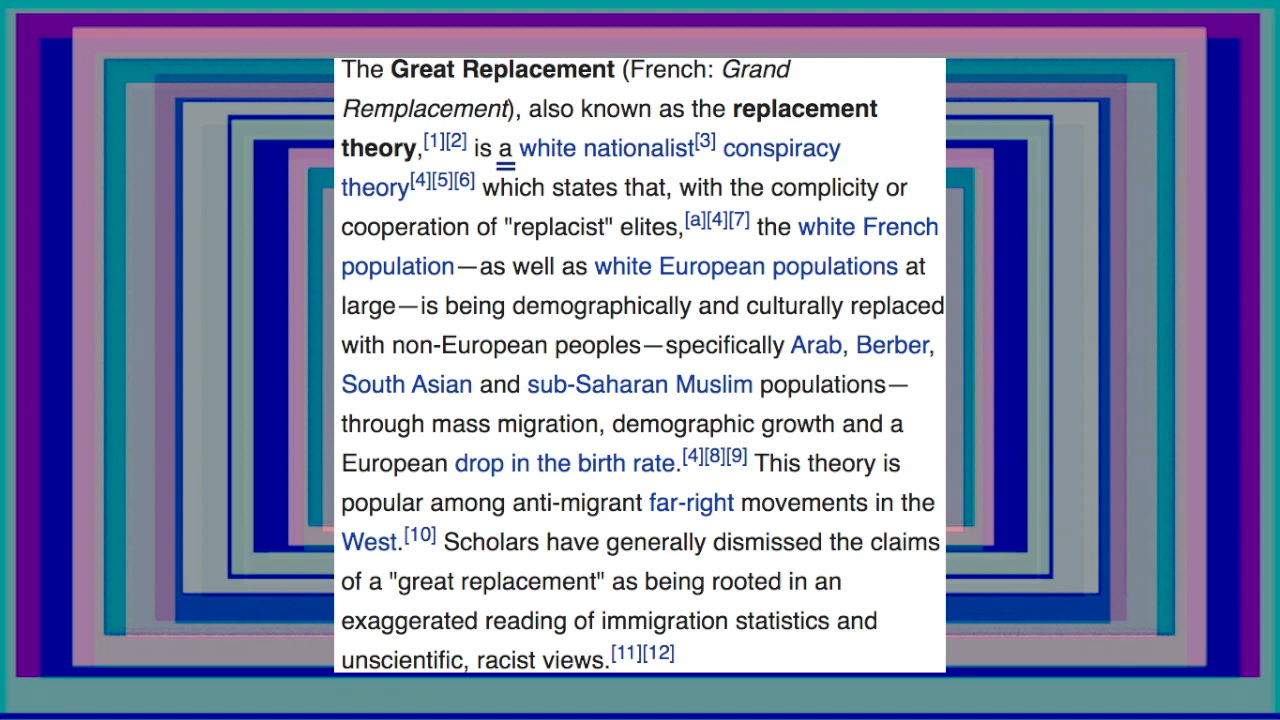 The Great Replacement (French: Grand
Remplacement), also known as the replacement
theory,[1][2] is a white nationalist[3] conspiracy
theory[4][5][6] which states that, with the complicity or
cooperation of "replacist" elites,[a][4][7] the white French
population—as well as white European populations at
large—is being demographically and culturally replaced
with non-European peoples—specifically Arab, Berber,
South Asian and sub-Saharan Muslim populations—
through mass migration, demographic growth and a
European drop in the birth rate.[4][8][9] This theory is
popular among anti-migrant far-right movements in the
West.[10] Scholars have generally dismissed the claims
of a "great replacement" as being rooted in an
exaggerated reading of immigration statistics and
unscientific, racist views.[11][12]